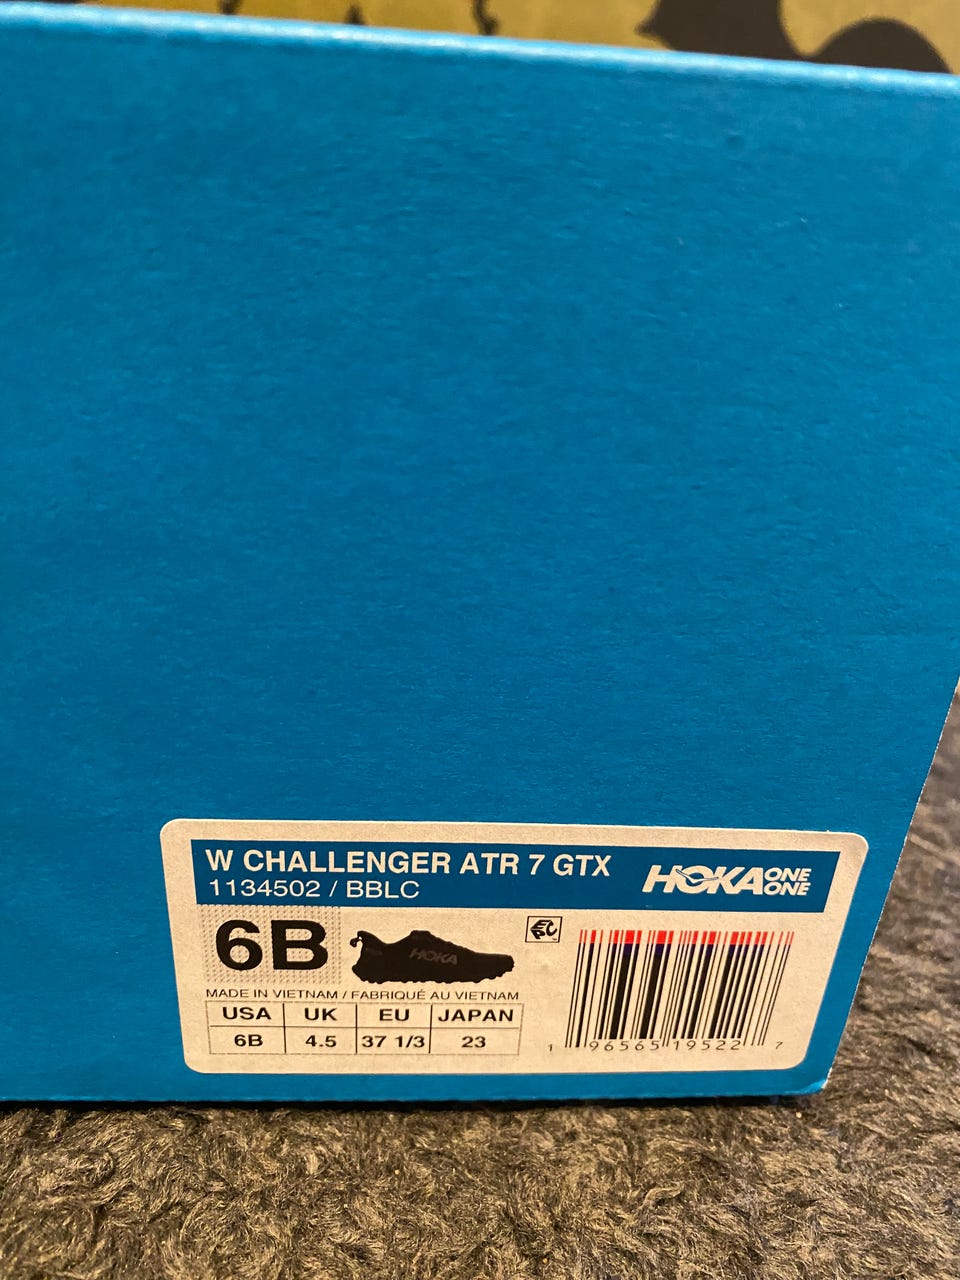 W CHALLENGER ATR 7 GTX
1134502 / BBLC
HOKA ONE ONE
6B
HOKA
MADE IN VIETNAM / FABRIQUÉ AU VIETNAM
USA UK EU JAPAN
6B 4.5 37 1/3 23
1 96565 19522 7